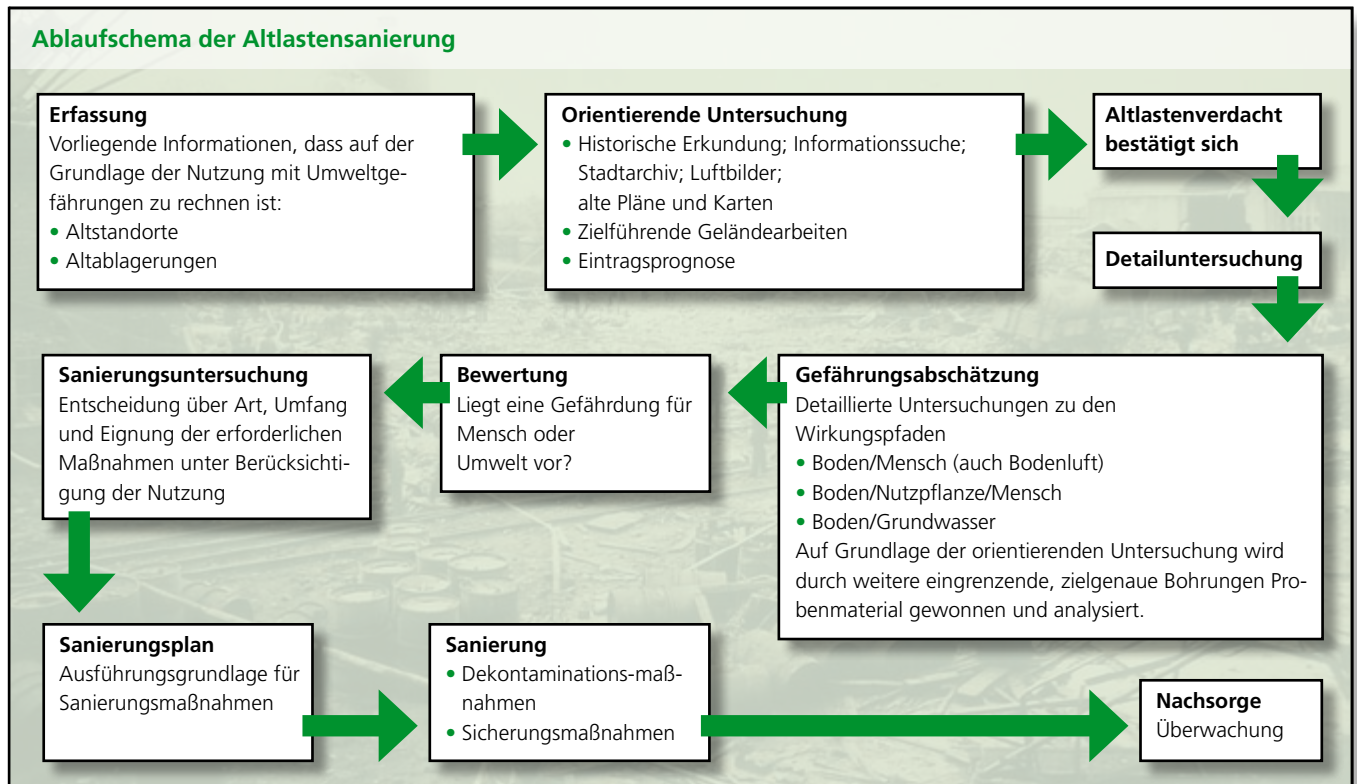 Ablaufschema der Altlastensanierung
Erfassung
Vorliegende Informationen, dass auf der
Grundlage der Nutzung mit Umweltge-
fährungen zu rechnen ist:
• Altstandorte
• Altablagerungen
Orientierende Untersuchung
• Historische Erkundung; Informationssuche;
Stadtarchiv; Luftbilder;
alte Pläne und Karten
• Zielführende Geländearbeiten
• Eintragsprognose
Altlastenverdacht
bestätigt sich
Detailuntersuchung
Gefährungsabschätzung
Detaillierte Untersuchungen zu den
Wirkungspfaden
• Boden/Mensch (auch Bodenluft)
• Boden/Nutzpflanze/Mensch
• Boden/Grundwasser
Auf Grundlage der orientierenden Untersuchung wird
durch weitere eingrenzende, zielgenaue Bohrungen Pro-
benmaterial gewonnen und analysiert.
Bewertung
Liegt eine Gefährdung für
Mensch oder
Umwelt vor?
Sanierungsuntersuchung
Entscheidung über Art, Umfang
und Eignung der erforderlichen
Maßnahmen unter Berücksichti-
gung der Nutzung
Sanierungsplan
Ausführungsgrundlage für
Sanierungsmaßnahmen
Sanierung
• Dekontaminations-maß-
nahmen
• Sicherungsmaßnahmen
Nachsorge
Überwachung